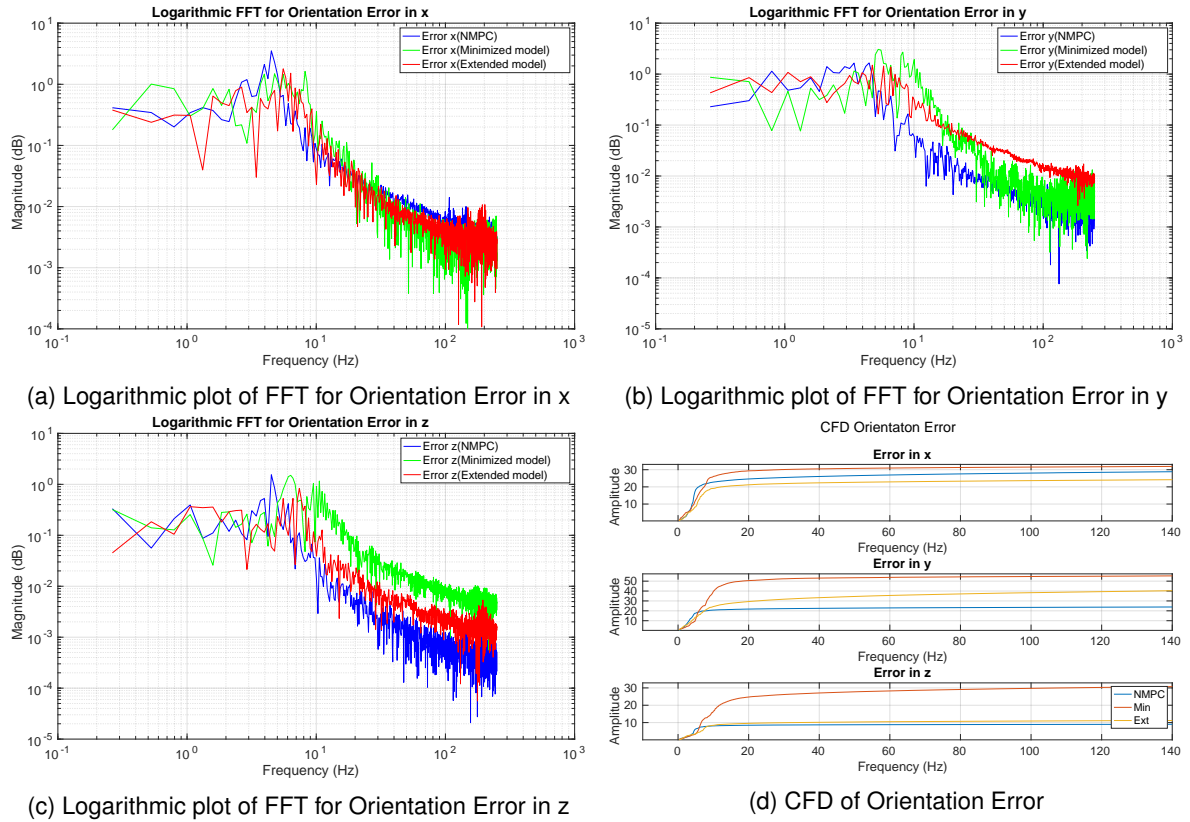 Logarithmic FFT for Orientation Error in x
Error x(NMPC)
Error x(Minimized model)
Error x(Extended model)
Magnitude (dB)
10^1
10^0
10^-1
10^-2
10^-3
10^-4
10^-1 10^0 10^1 10^2 10^3
Frequency (Hz)
(a) Logarithmic plot of FFT for Orientation Error in x
Logarithmic FFT for Orientation Error in y
Error y(NMPC)
Error y(Minimized model)
Error y(Extended model)
Magnitude (dB)
10^1
10^0
10^-1
10^-2
10^-3
10^-4
10^-5
10^-1 10^0 10^1 10^2 10^3
Frequency (Hz)
(b) Logarithmic plot of FFT for Orientation Error in y
Logarithmic FFT for Orientation Error in z
Error z(NMPC)
Error z(Minimized model)
Error z(Extended model)
Magnitude (dB)
10^1
10^0
10^-1
10^-2
10^-3
10^-4
10^-5
10^-1 10^0 10^1 10^2 10^3
Frequency (Hz)
(c) Logarithmic plot of FFT for Orientation Error in z
CFD Orientaton Error
Error in x
Amplitude
30
20
10
0 20 40 60 80 100 120 140
Frequency (Hz)
Error in y
Amplitude
50
40
30
20
10
0 20 40 60 80 100 120 140
Frequency (Hz)
Error in z
Amplitude
30
20
10
NMPC
Min
Ext
0 20 40 60 80 100 120 140
Frequency (Hz)
(d) CFD of Orientation Error